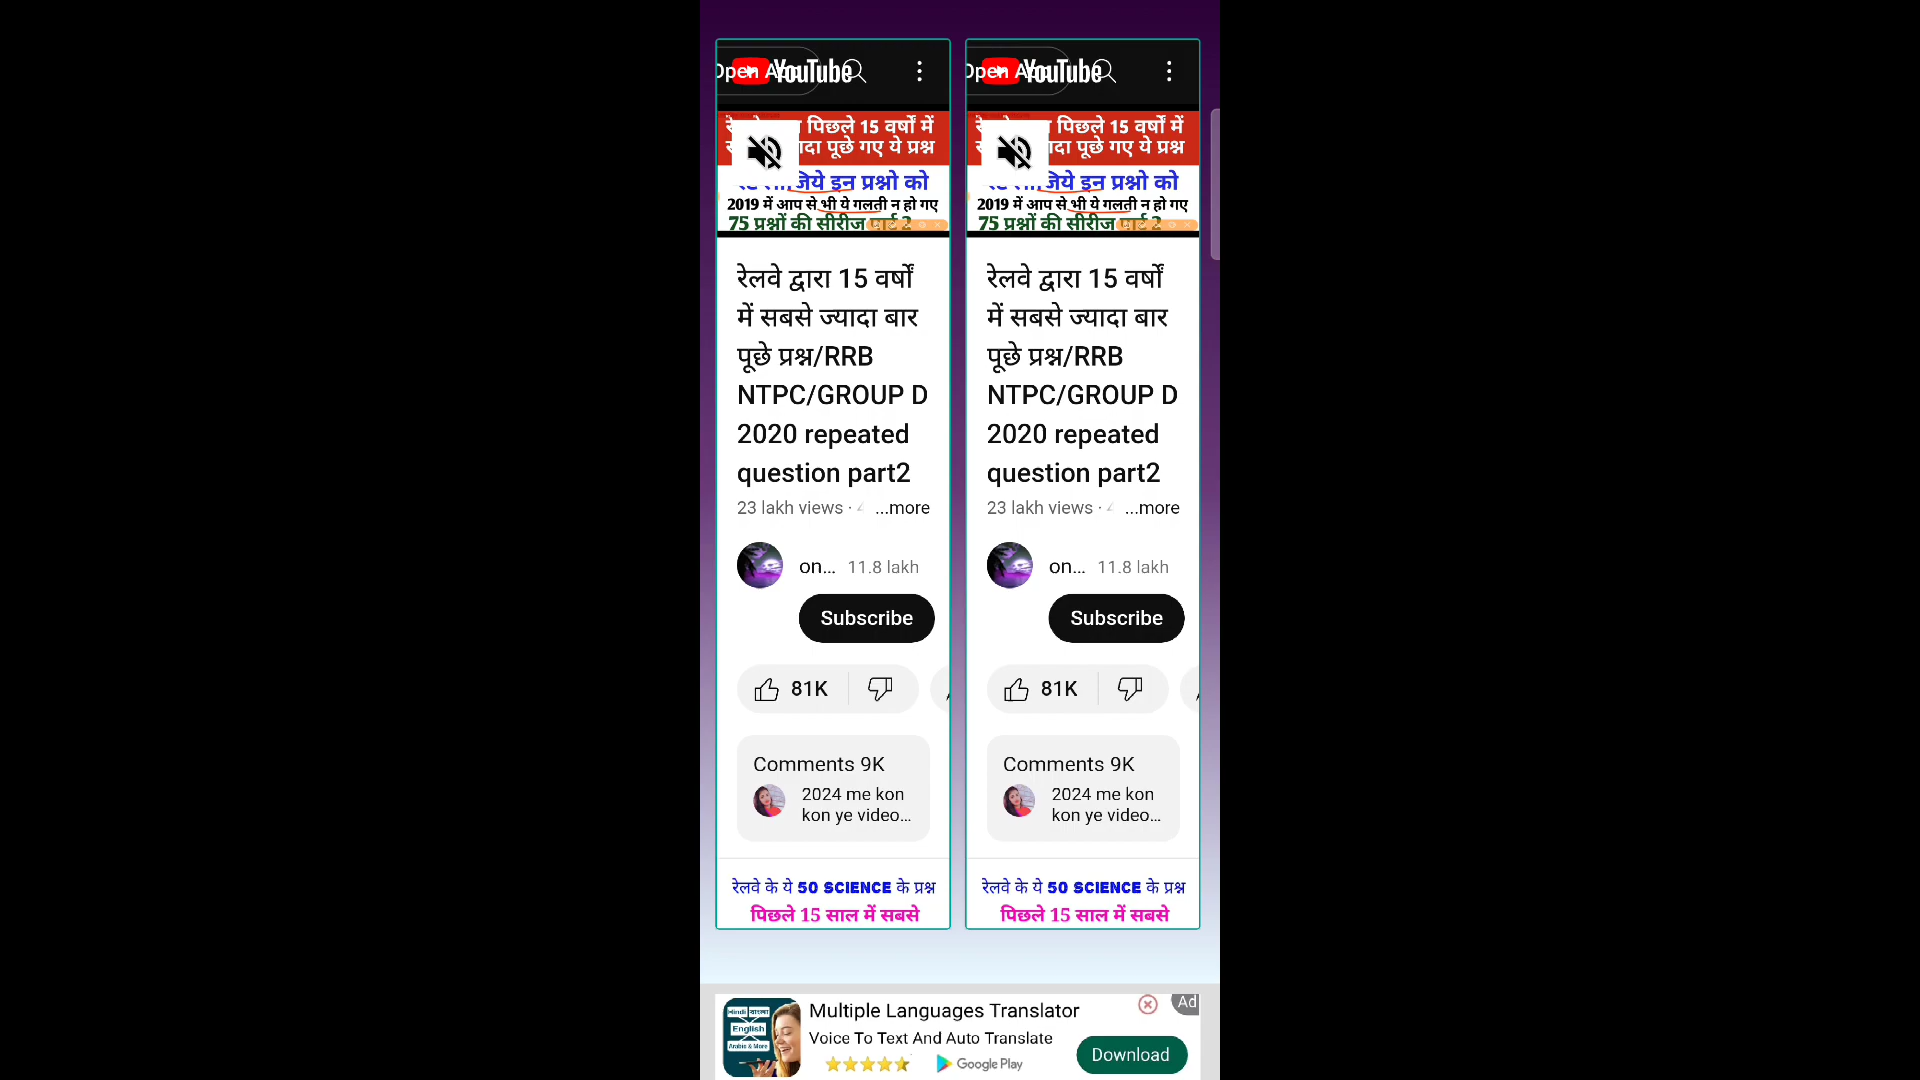 Open App
YouTube
पिछले 15 वर्षों में
पूछे गए ये प्रश्न
इन प्रश्नो को
2019 में आप से भी ये गलती न हो गए
75 प्रश्नों की सीरीज पार्ट 2
रेलवे द्वारा 15 वर्षों
में सबसे ज्यादा बार
पूछे प्रश्न/RRB
NTPC/GROUP D
2020 repeated
question part2
23 lakh views · ...more
on... 11.8 lakh
Subscribe
81K
Comments 9K
2024 me kon
kon ye video...
रेलवे के ये 50 SCIENCE के प्रश्न
पिछले 15 साल में सबसे
Open App
YouTube
पिछले 15 वर्षों में
पूछे गए ये प्रश्न
इन प्रश्नो को
2019 में आप से भी ये गलती न हो गए
75 प्रश्नों की सीरीज पार्ट 2
रेलवे द्वारा 15 वर्षों
में सबसे ज्यादा बार
पूछे प्रश्न/RRB
NTPC/GROUP D
2020 repeated
question part2
23 lakh views · ...more
on... 11.8 lakh
Subscribe
81K
Comments 9K
2024 me kon
kon ye video...
रेलवे के ये 50 SCIENCE के प्रश्न
पिछले 15 साल में सबसे
Hindi বাংলা
English
Arabic & More
Multiple Languages Translator
Ad
Voice To Text And Auto Translate
Google Play
Download